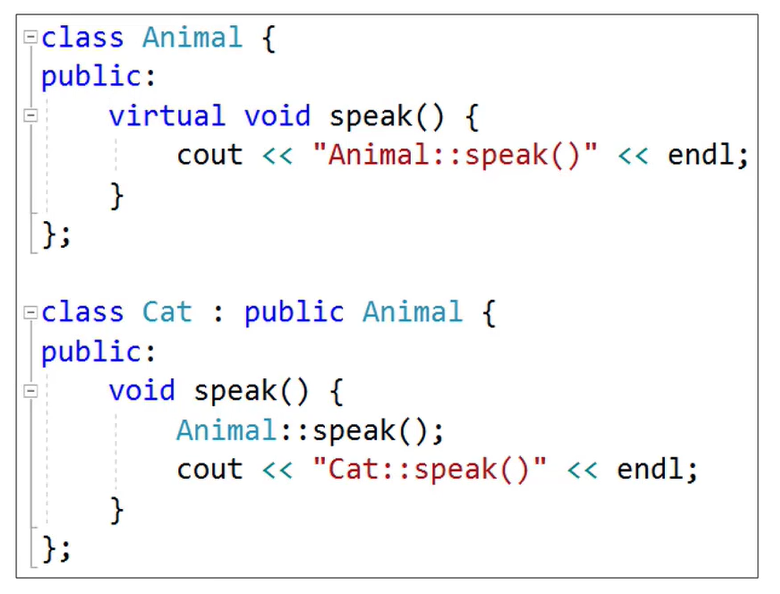 class Animal {
public:
    virtual void speak() {
        cout << "Animal::speak()" << endl;
    }
};

class Cat : public Animal {
public:
    void speak() {
        Animal::speak();
        cout << "Cat::speak()" << endl;
    }
};